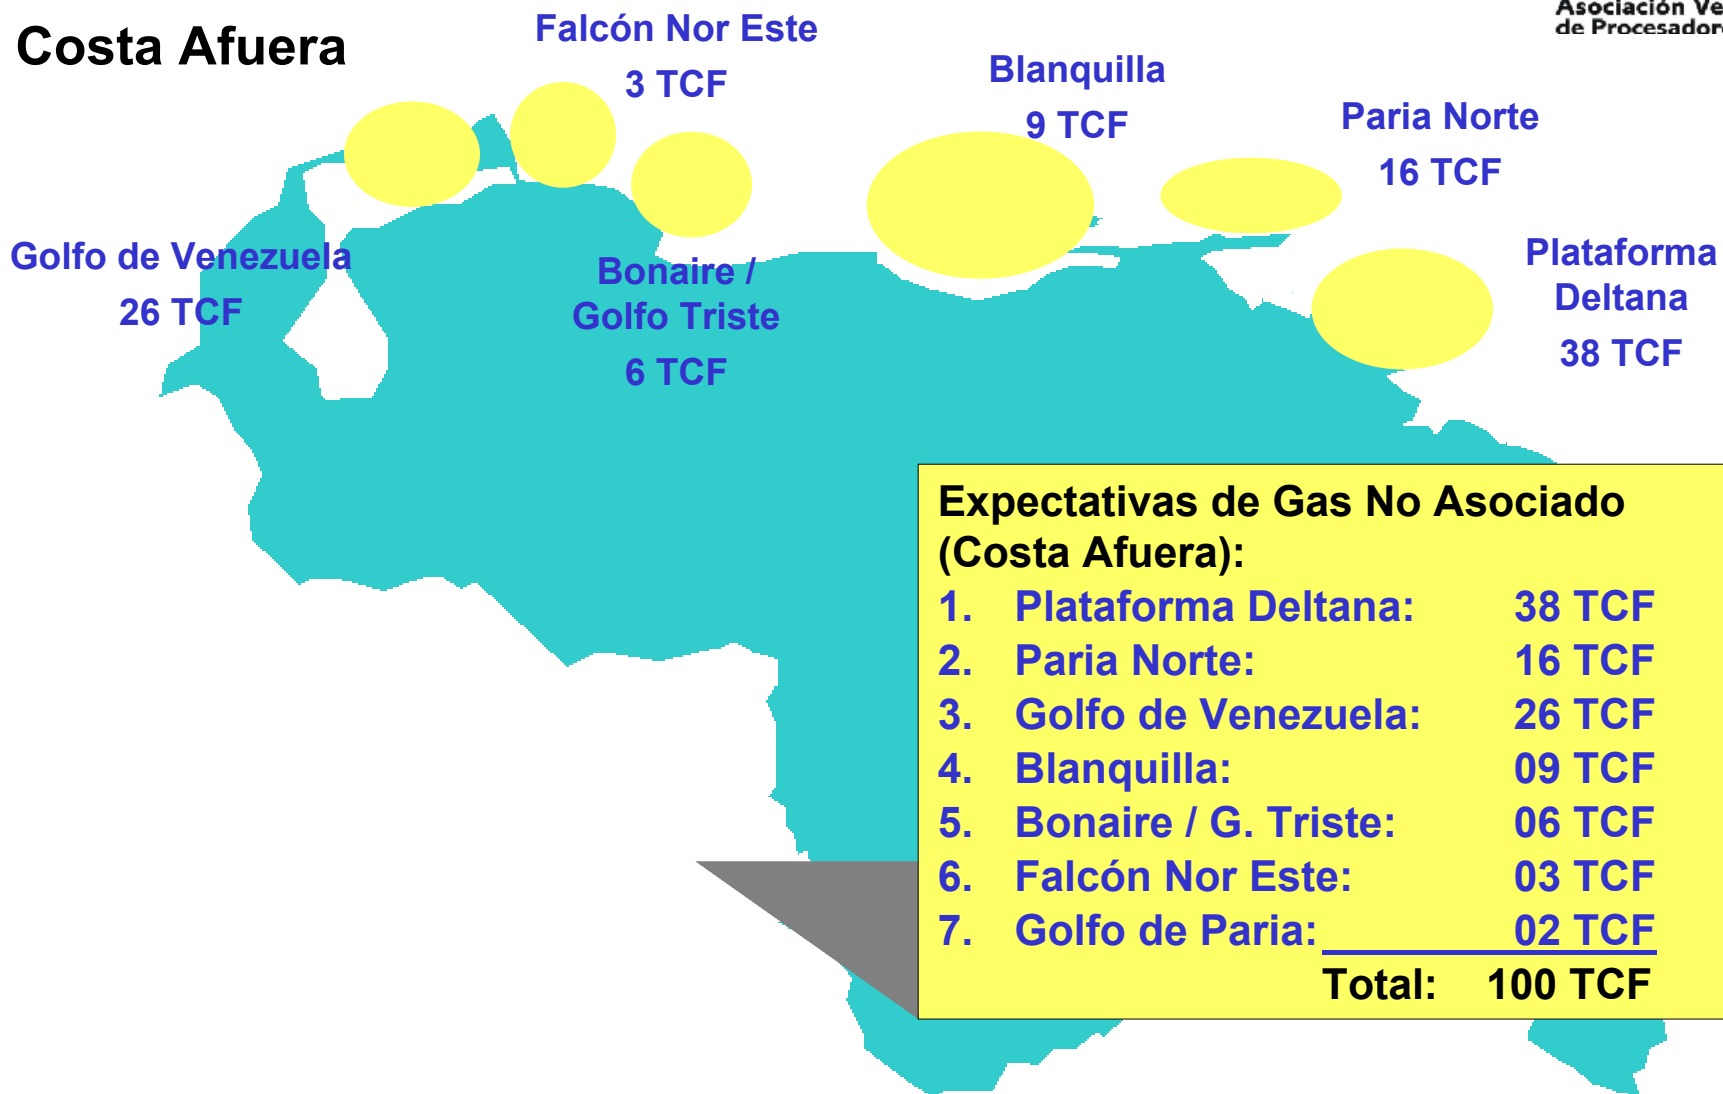 Costa Afuera
Asociación
de
Falcón Nor Este
3 TCF
Blanquilla
9 TCF
Paria Norte
16 TCF
Golfo de Venezuela
26 TCF
Bonaire /
Golfo Triste
6 TCF
Plataforma
Deltana
38 TCF
Expectativas de Gas No Asociado
(Costa Afuera):
1. Plataforma Deltana: 38 TCF
2. Paria Norte: 16 TCF
3. Golfo de Venezuela: 26 TCF
4. Blanquilla: 09 TCF
5. Bonaire / G. Triste: 06 TCF
6. Falcón Nor Este: 03 TCF
7. Golfo de Paria: 02 TCF
Total: 100 TCF